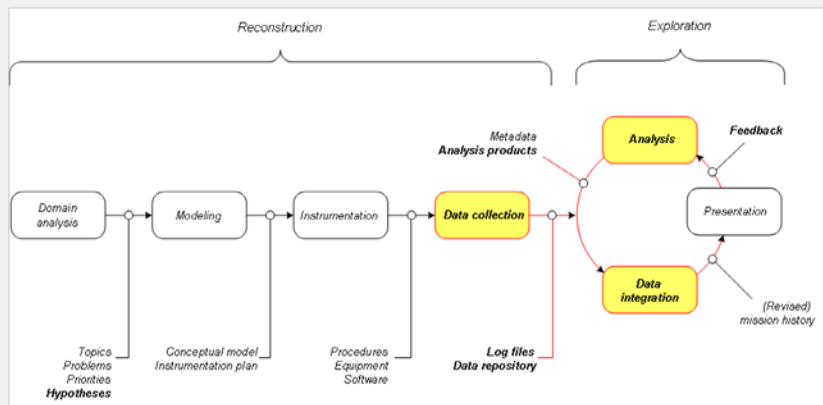 Reconstruction
Exploration
Metadata
Analysis products
Analysis
Feedback
Domain
analysis
Modeling
Instrumentation
Data collection
Presentation
Data
integration
(Revised)
mission history
Topics
Problems
Priorities
Hypotheses
Conceptual model
Instrumentation plan
Procedures
Equipment
Software
Log files
Data repository